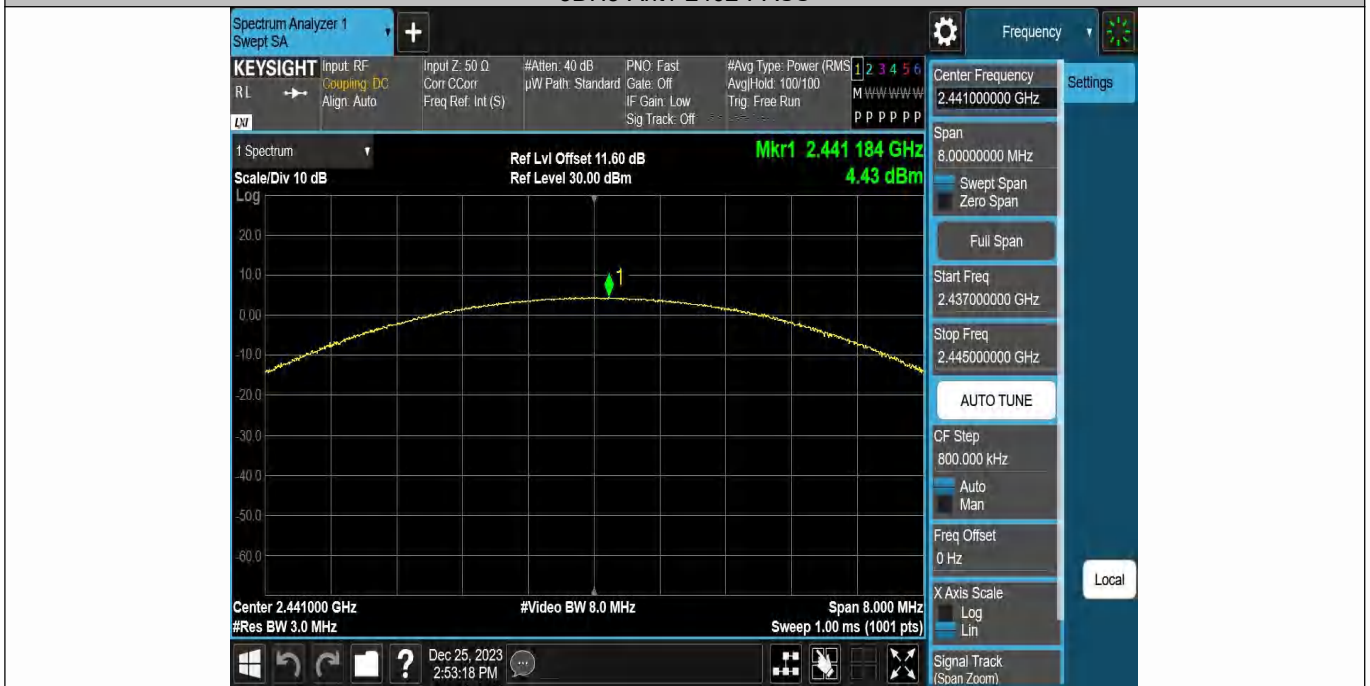 Spectrum Analyzer 1
Swept SA
+
Frequency
KEYSIGHT
RL
LXI
Input: RF
Coupling: DC
Align: Auto
Input Z: 50 Ω
Corr CCorr
Freq Ref: Int (S)
#Atten: 40 dB
µW Path: Standard
PNO: Fast
Gate: Off
IF Gain: Low
Sig Track: Off
#Avg Type: Power (RMS
Avg|Hold: 100/100
Trig: Free Run
1 2 3 4 5 6
M W W W W W
P P P P P P
1 Spectrum
Scale/Div 10 dB
Ref Lvl Offset 11.60 dB
Ref Level 30.00 dBm
Mkr1 2.441 184 GHz
4.43 dBm
Log
20.0
10.0
0.00
-10.0
-20.0
-30.0
-40.0
-50.0
-60.0
1
Center 2.441000 GHz
#Res BW 3.0 MHz
#Video BW 8.0 MHz
Span 8.000 MHz
Sweep 1.00 ms (1001 pts)
Center Frequency
2.441000000 GHz
Settings
Span
8.00000000 MHz
Swept Span
Zero Span
Full Span
Start Freq
2.437000000 GHz
Stop Freq
2.445000000 GHz
AUTO TUNE
CF Step
800.000 kHz
Auto
Man
Freq Offset
0 Hz
X Axis Scale
Log
Lin
Local
Signal Track
(Span Zoom)
?
Dec 25, 2023
2:53:18 PM